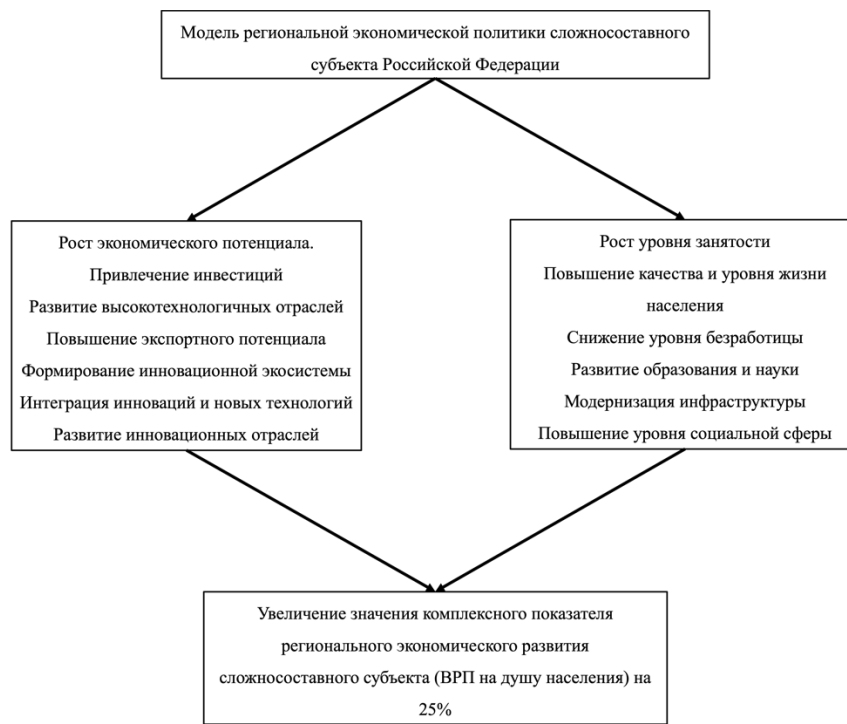 Модель региональной экономической политики сложносоставного
субъекта Российской Федерации
Рост экономического потенциала.
Привлечение инвестиций
Развитие высокотехнологичных отраслей
Повышение экспортного потенциала
Формирование инновационной экосистемы
Интеграция инноваций и новых технологий
Развитие инновационных отраслей
Рост уровня занятости
Повышение качества и уровня жизни
населения
Снижение уровня безработицы
Развитие образования и науки
Модернизация инфраструктуры
Повышение уровня социальной сферы
Увеличение значения комплексного показателя
регионального экономического развития
сложносоставного субъекта (ВРП на душу населения) на
25%